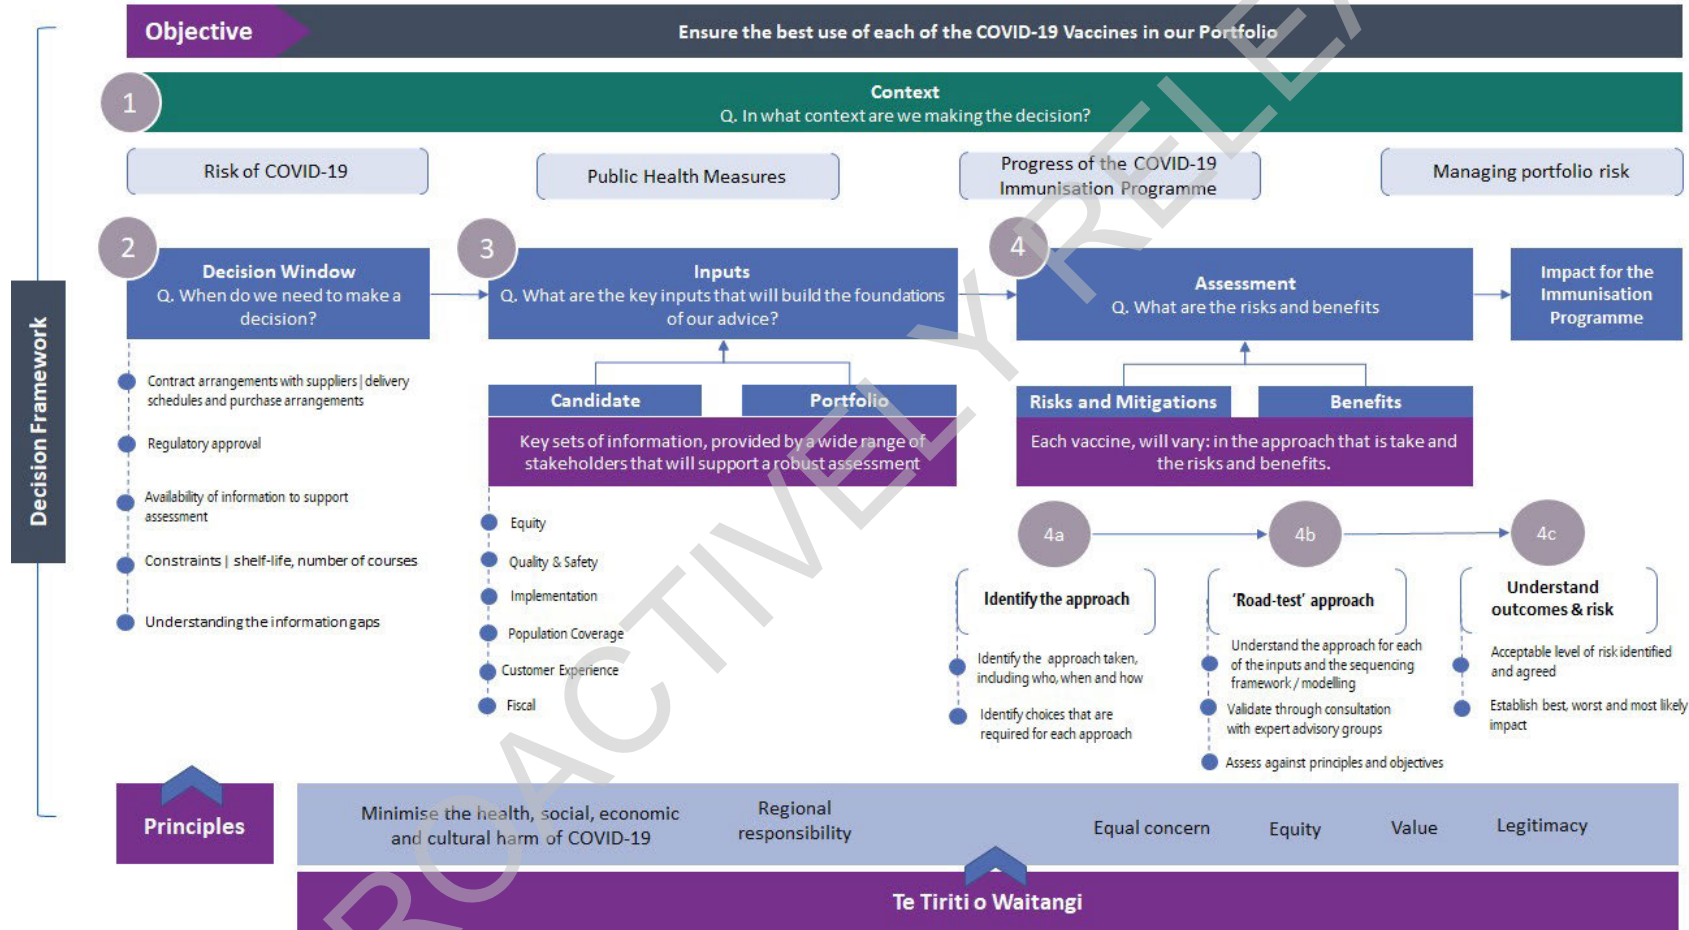 Objective
Ensure the best use of each of the COVID-19 Vaccines in our Portfolio
1
Context
Q. In what context are we making the decision?
Risk of COVID-19
Public Health Measures
Progress of the COVID-19
Immunisation Programme
Managing portfolio risk
Decision Framework
2
Decision Window
Q. When do we need to make a
decision?
Contract arrangements with suppliers | delivery
schedules and purchase arrangements
Regulatory approval
Availability of information to support
assessment
Constraints | shelf-life, number of courses
Understanding the information gaps
3
Inputs
Q. What are the key inputs that will build the foundations
of our advice?
Candidate
Portfolio
Key sets of information, provided by a wide range of
stakeholders that will support a robust assessment
Equity
Quality & Safety
Implementation
Population Coverage
Customer Experience
Fiscal
4
Assessment
Q. What are the risks and benefits
Impact for the
Immunisation
Programme
Risks and Mitigations
Benefits
Each vaccine, will vary: in the approach that is take and
the risks and benefits.
4a
4b
4c
Identify the approach
Identify the approach taken,
including who, when and how
Identify choices that are
required for each approach
'Road-test' approach
Understand the approach for each
of the inputs and the sequencing
framework / modelling
Validate through consultation
with expert advisory groups
Assess against principles and objectives
Understand
outcomes & risk
Acceptable level of risk identified
and agreed
Establish best, worst and most likely
impact
Principles
Minimise the health, social, economic
and cultural harm of COVID-19
Regional
responsibility
Equal concern
Equity
Value
Legitimacy
Te Tiriti o Waitangi
ROACTIVELY RELEA